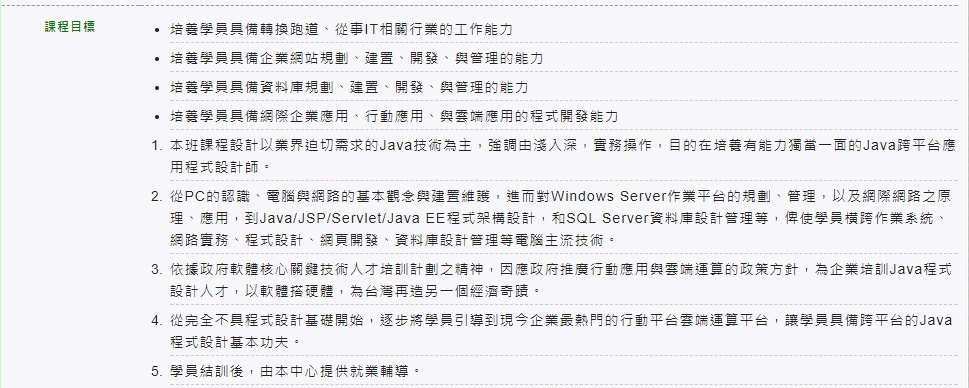 課程目標
• 培養學員具備轉換跑道、從事IT相關行業的工作能力
• 培養學員具備企業網站規劃、建置、開發、與管理的能力
• 培養學員具備資料庫規劃、建置、開發、與管理的能力
• 培養學員具備網際企業應用、行動應用、與雲端應用的程式開發能力
1. 本班課程設計以業界迫切需求的Java技術為主，強調由淺入深，實務操作，目的在培養有能力獨當一面的Java跨平台應
用程式設計師。
2. 從PC的認識、電腦與網路的基本觀念與建置維護，進而對Windows Server作業平台的規劃、管理，以及網際網路之原
理、應用，到Java/JSP/Servlet/Java EE程式架構設計，和SQL Server資料庫設計管理等，俾使學員橫跨作業系統、
網路實務、程式設計、網頁開發、資料庫設計管理等電腦主流技術。
3. 依據政府軟體核心關鍵技術人才培訓計劃之精神，因應政府推廣行動應用與雲端運算的政策方針，為企業培訓Java程式
設計人才，以軟體搭硬體，為台灣再造另一個經濟奇蹟。
4. 從完全不具程式設計基礎開始，逐步將學員引導到現今企業最熱門的行動平台雲端運算平台，讓學員具備跨平台的Java
程式設計基本功夫。
5. 學員結訓後，由本中心提供就業輔導。